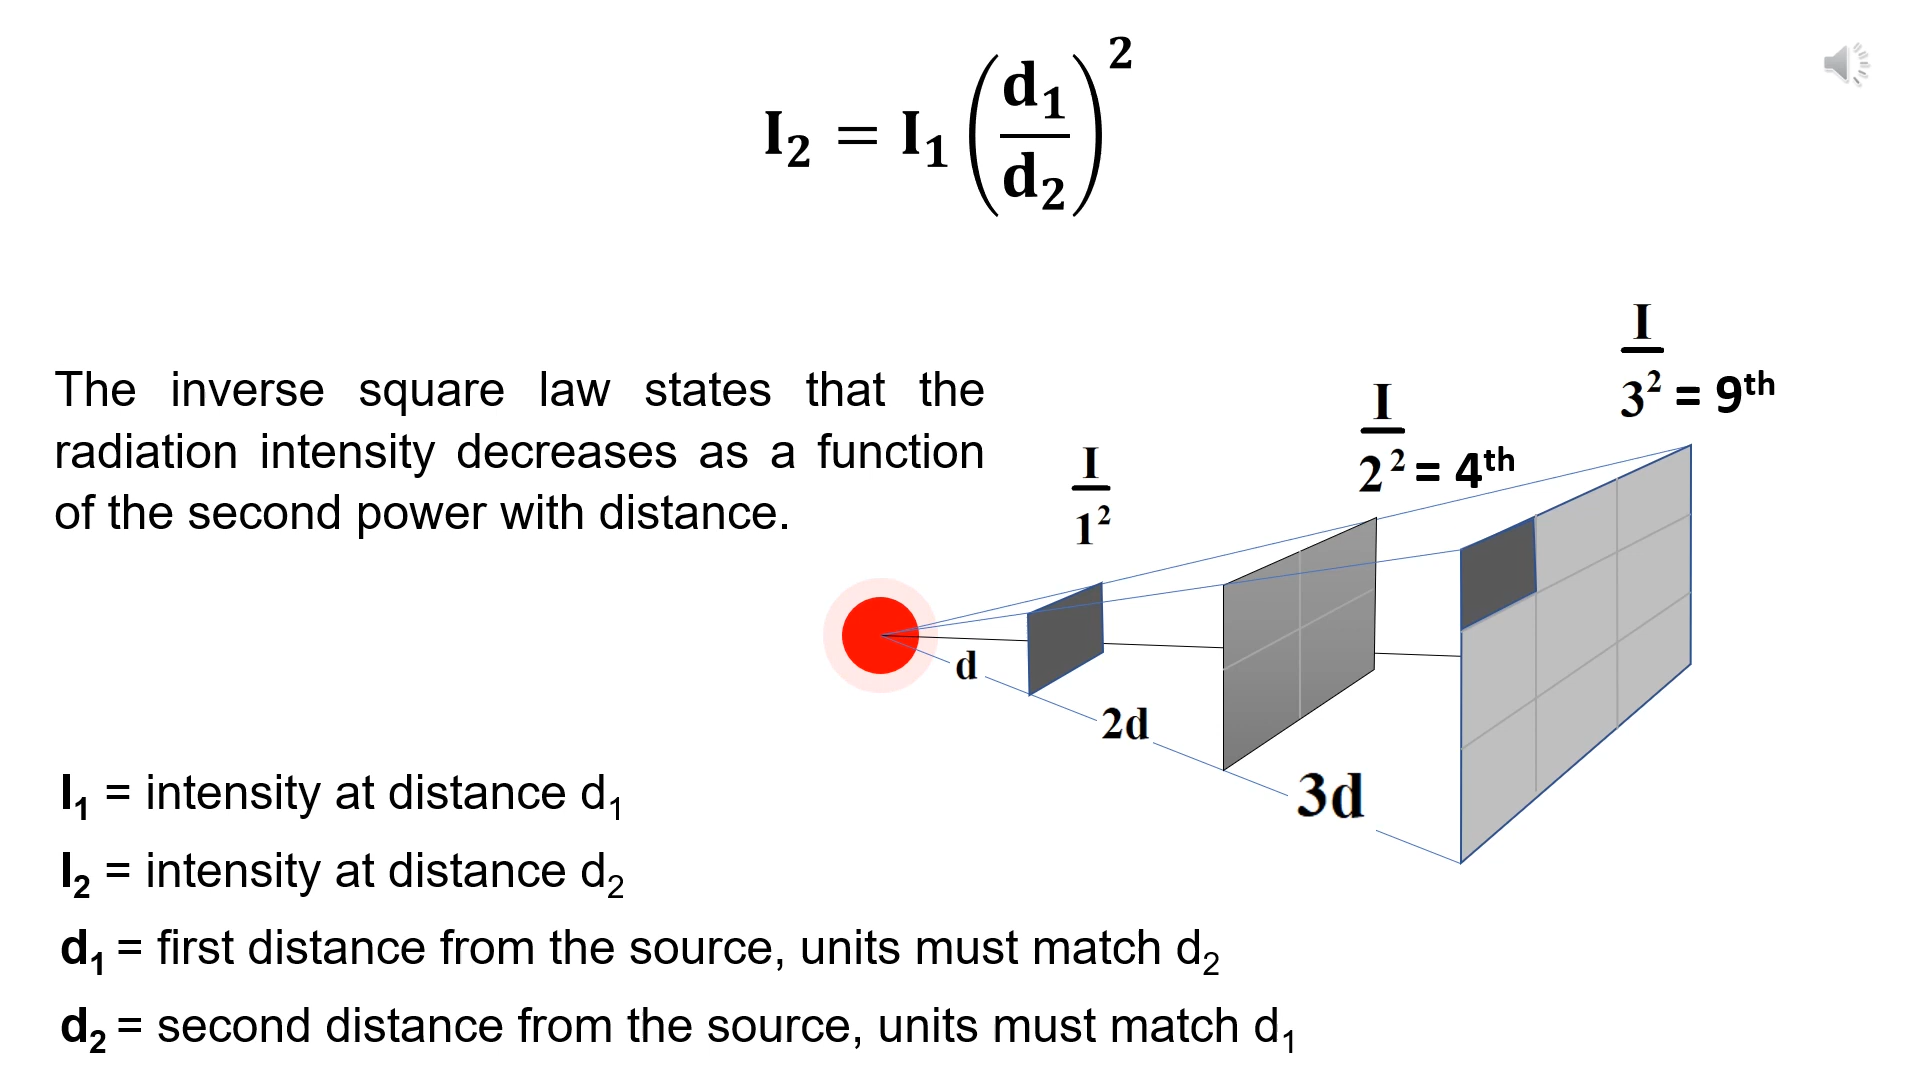 I₂ = I₁ (d₁/d₂)²
The inverse square law states that the
radiation intensity decreases as a function
of the second power with distance.
I/1²
I/2² = 4ᵗʰ
I/3² = 9ᵗʰ
d
2d
3d
I₁ = intensity at distance d₁
I₂ = intensity at distance d₂
d₁ = first distance from the source, units must match d₂
d₂ = second distance from the source, units must match d₁